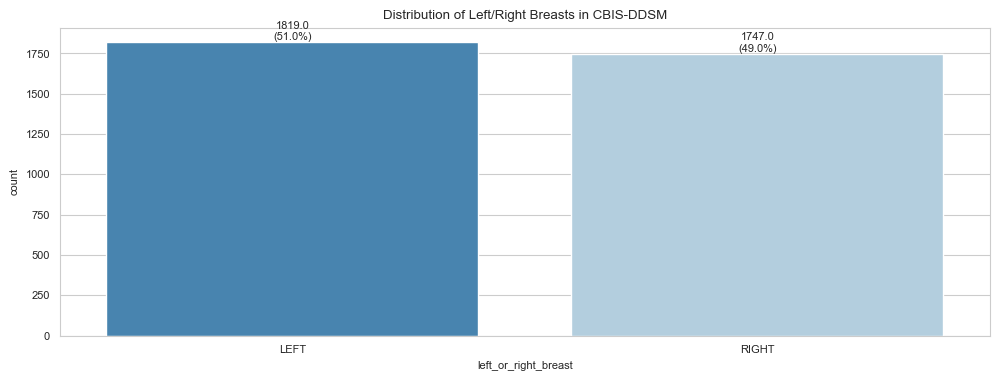 Distribution of Left/Right Breasts in CBIS-DDSM
1819.0
(51.0%)
1747.0
(49.0%)
1750
1500
1250
1000
750
500
250
0
count
LEFT
RIGHT
left_or_right_breast